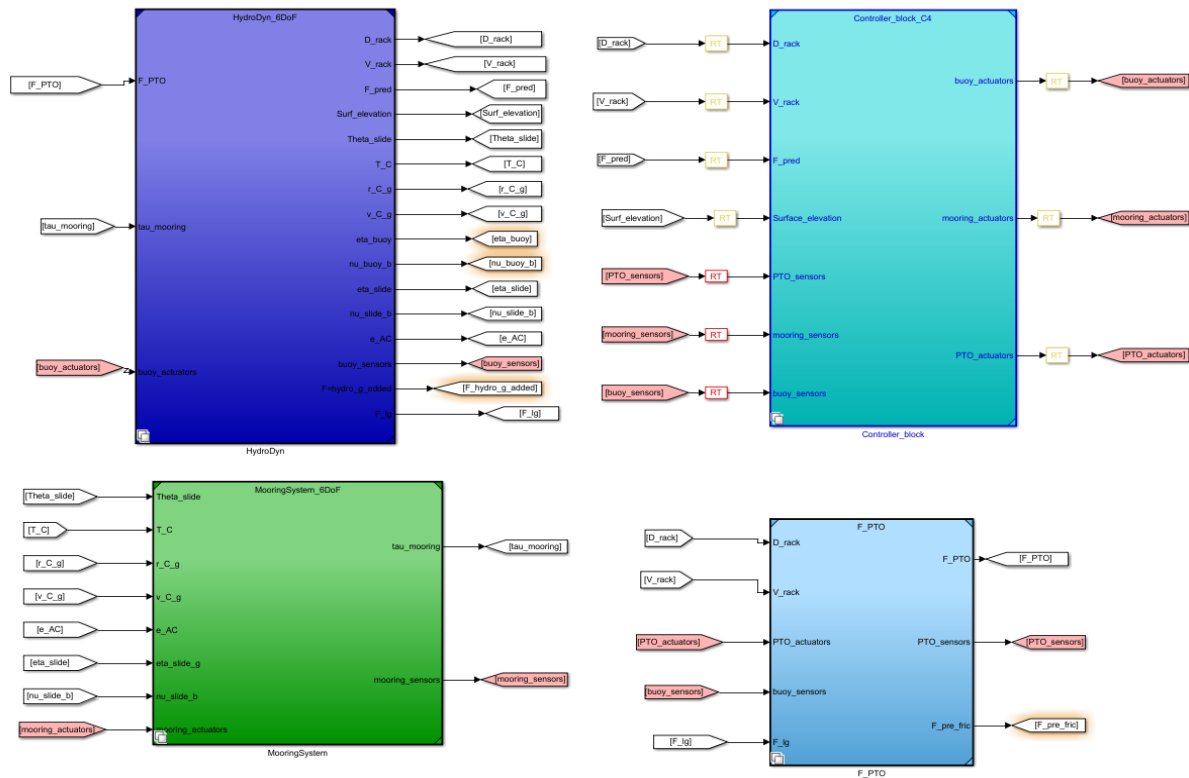 HydroDyn_6DoF
[F_PTO]
F_PTO
[tau_mooring]
tau_mooring
[buoy_actuators]
buoy_actuators
D_rack
[D_rack]
V_rack
[V_rack]
F_pred
[F_pred]
Surf_elevation
[Surf_elevation]
Theta_slide
[Theta_slide]
T_C
[T_C]
r_C_g
[r_C_g]
v_C_g
[v_C_g]
eta_buoy
[eta_buoy]
nu_buoy_b
[nu_buoy_b]
eta_slide
[eta_slide]
nu_slide_b
[nu_slide_b]
e_AC
[e_AC]
buoy_sensors
[buoy_sensors]
F=hydro_g_added
[F_hydro_g_added]
F_lg
[F_lg]
HydroDyn
Controller_block_C4
[D_rack]
RT
D_rack
[V_rack]
RT
V_rack
[F_pred]
RT
F_pred
[Surf_elevation]
RT
Surface_elevation
[PTO_sensors]
RT
PTO_sensors
[mooring_sensors]
RT
mooring_sensors
[buoy_sensors]
RT
buoy_sensors
buoy_actuators
RT
[buoy_actuators]
mooring_actuators
RT
[mooring_actuators]
PTO_actuators
RT
[PTO_actuators]
Controller_block
MooringSystem_6DoF
[Theta_slide]
Theta_slide
[T_C]
T_C
[r_C_g]
r_C_g
[v_C_g]
v_C_g
[e_AC]
e_AC
[eta_slide]
eta_slide_g
[nu_slide_b]
nu_slide_b
[mooring_actuators]
mooring_actuators
tau_mooring
[tau_mooring]
mooring_sensors
[mooring_sensors]
MooringSystem
F_PTO
[D_rack]
D_rack
[V_rack]
V_rack
[PTO_actuators]
PTO_actuators
[buoy_sensors]
buoy_sensors
[F_lg]
F_lg
F_PTO
[F_PTO]
PTO_sensors
[PTO_sensors]
F_pre_fric
[F_pre_fric]
F_PTO